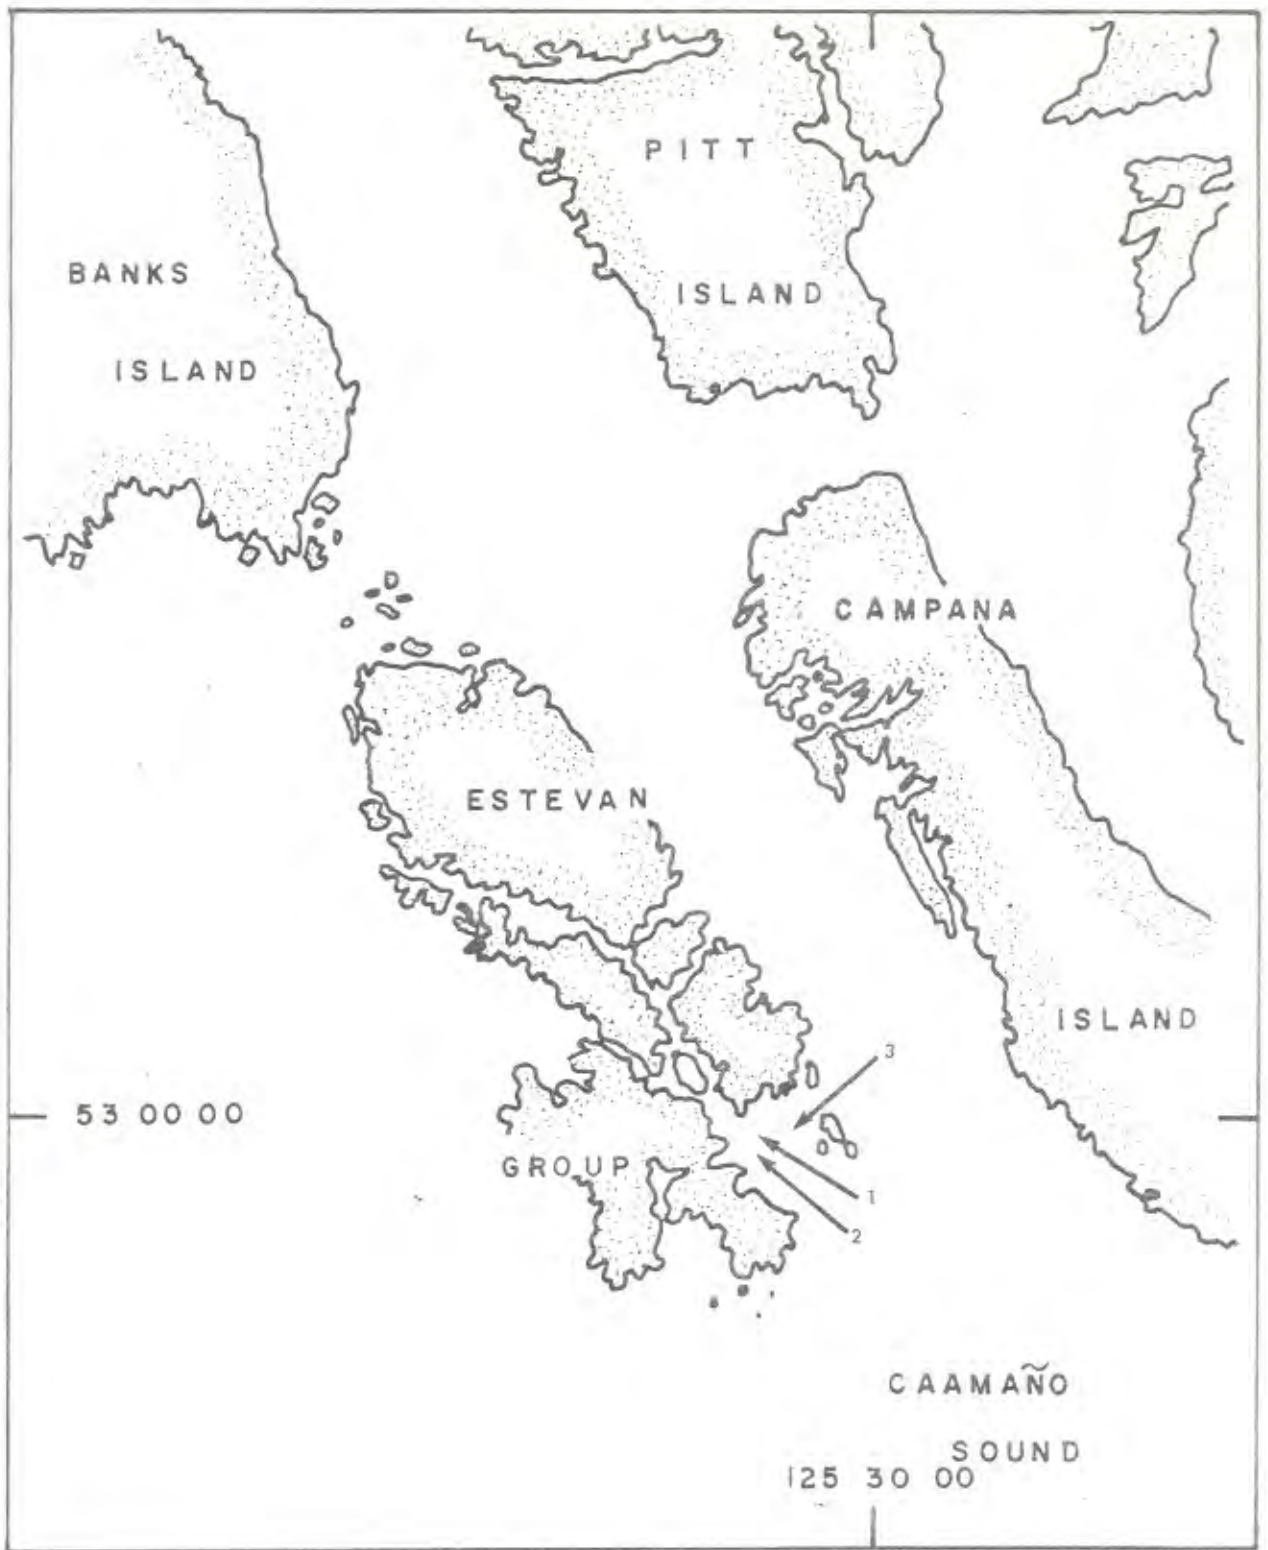 PITT
ISLAND
BANKS
ISLAND
CAMPANA
ESTEVAN
ISLAND
3
53 00 00
GROUP
1
2
CAAMAÑO
SOUND
125 30 00